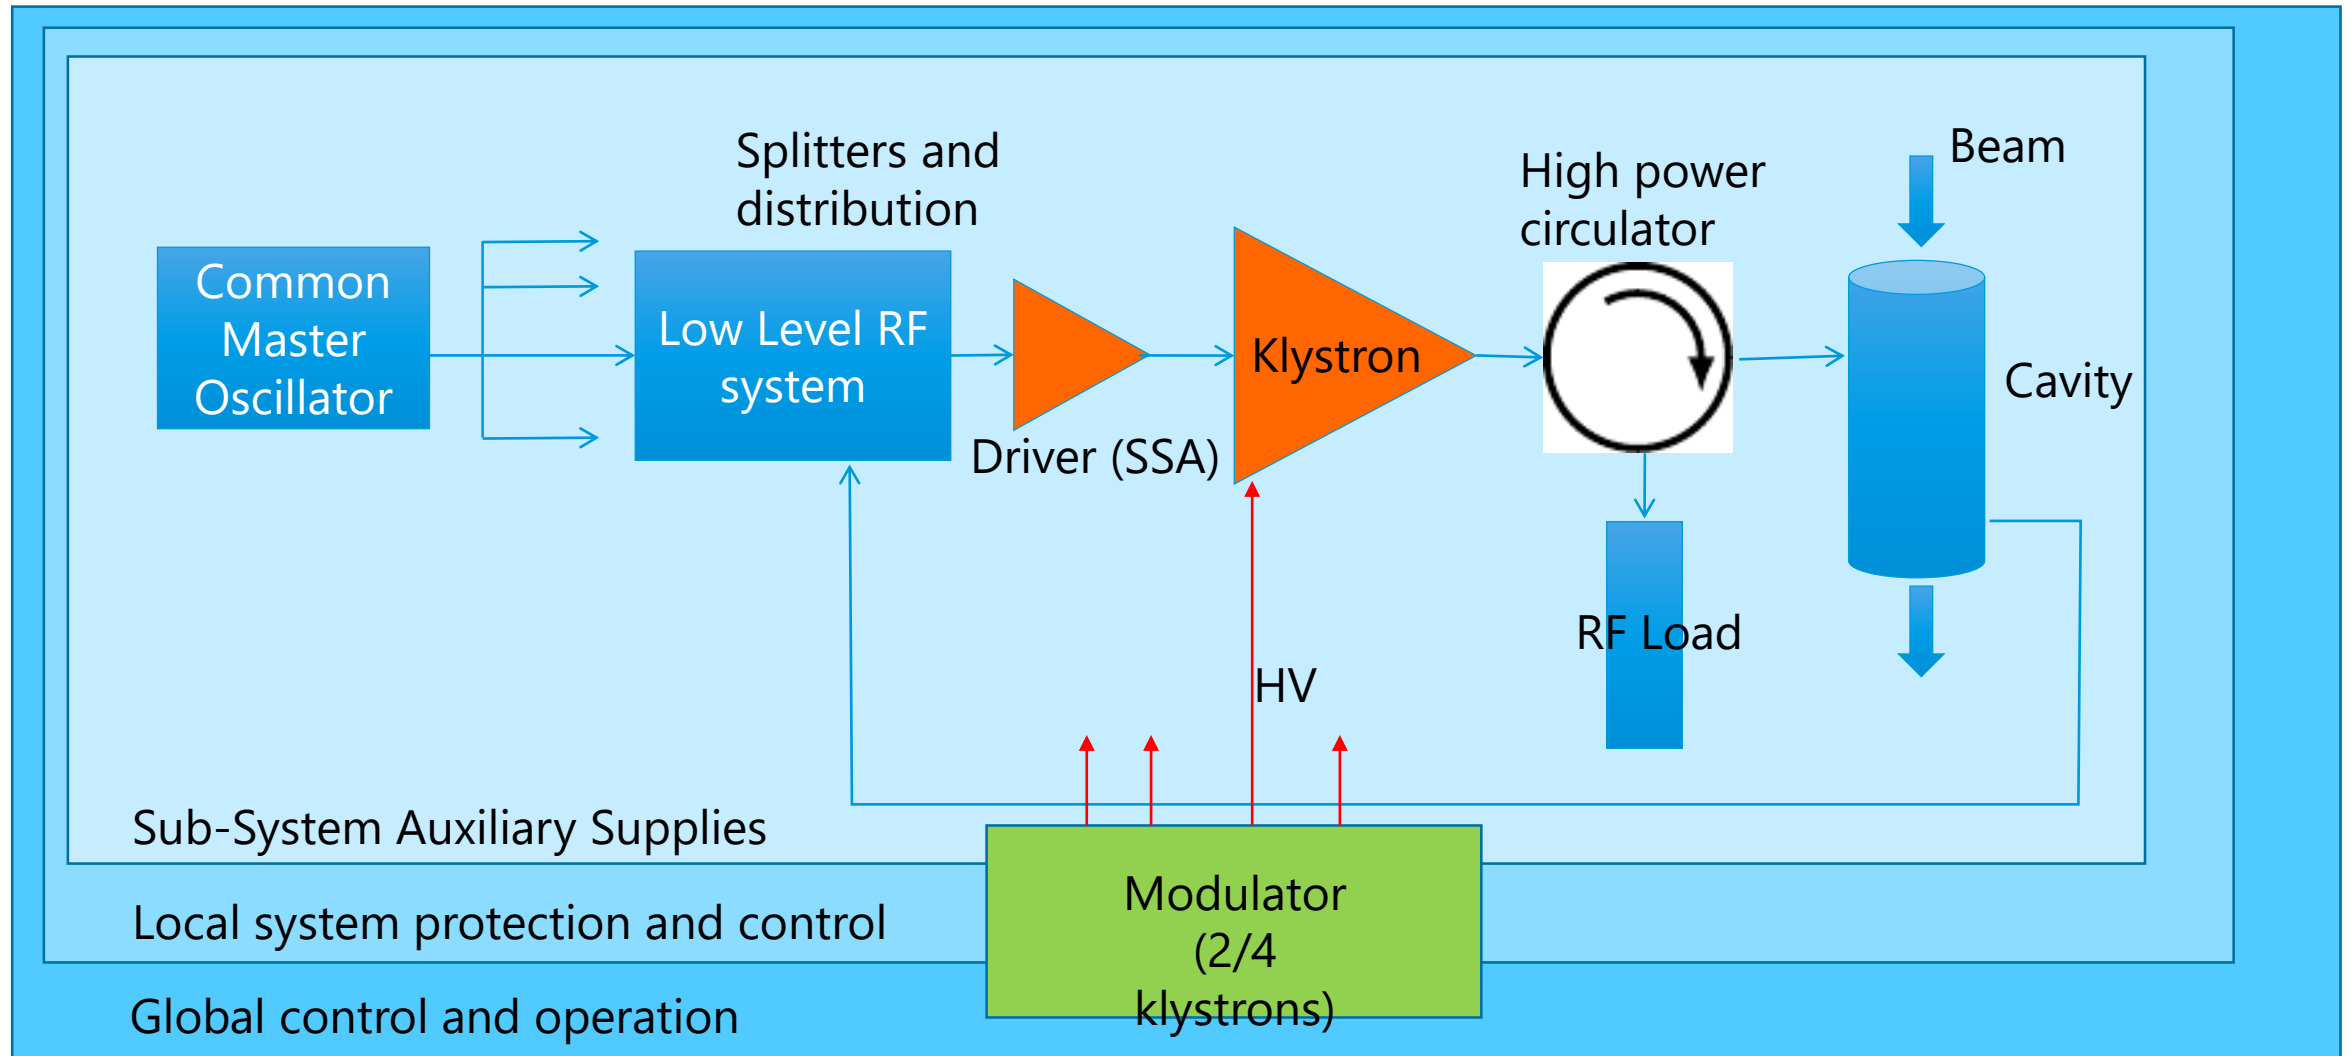 Splitters and
distribution
High power
circulator
Beam
Common
Master
Oscillator
Low Level RF
system
Klystron
Cavity
Driver (SSA)
RF Load
HV
Sub-System Auxiliary Supplies
Modulator
(2/4
klystrons)
Local system protection and control
Global control and operation